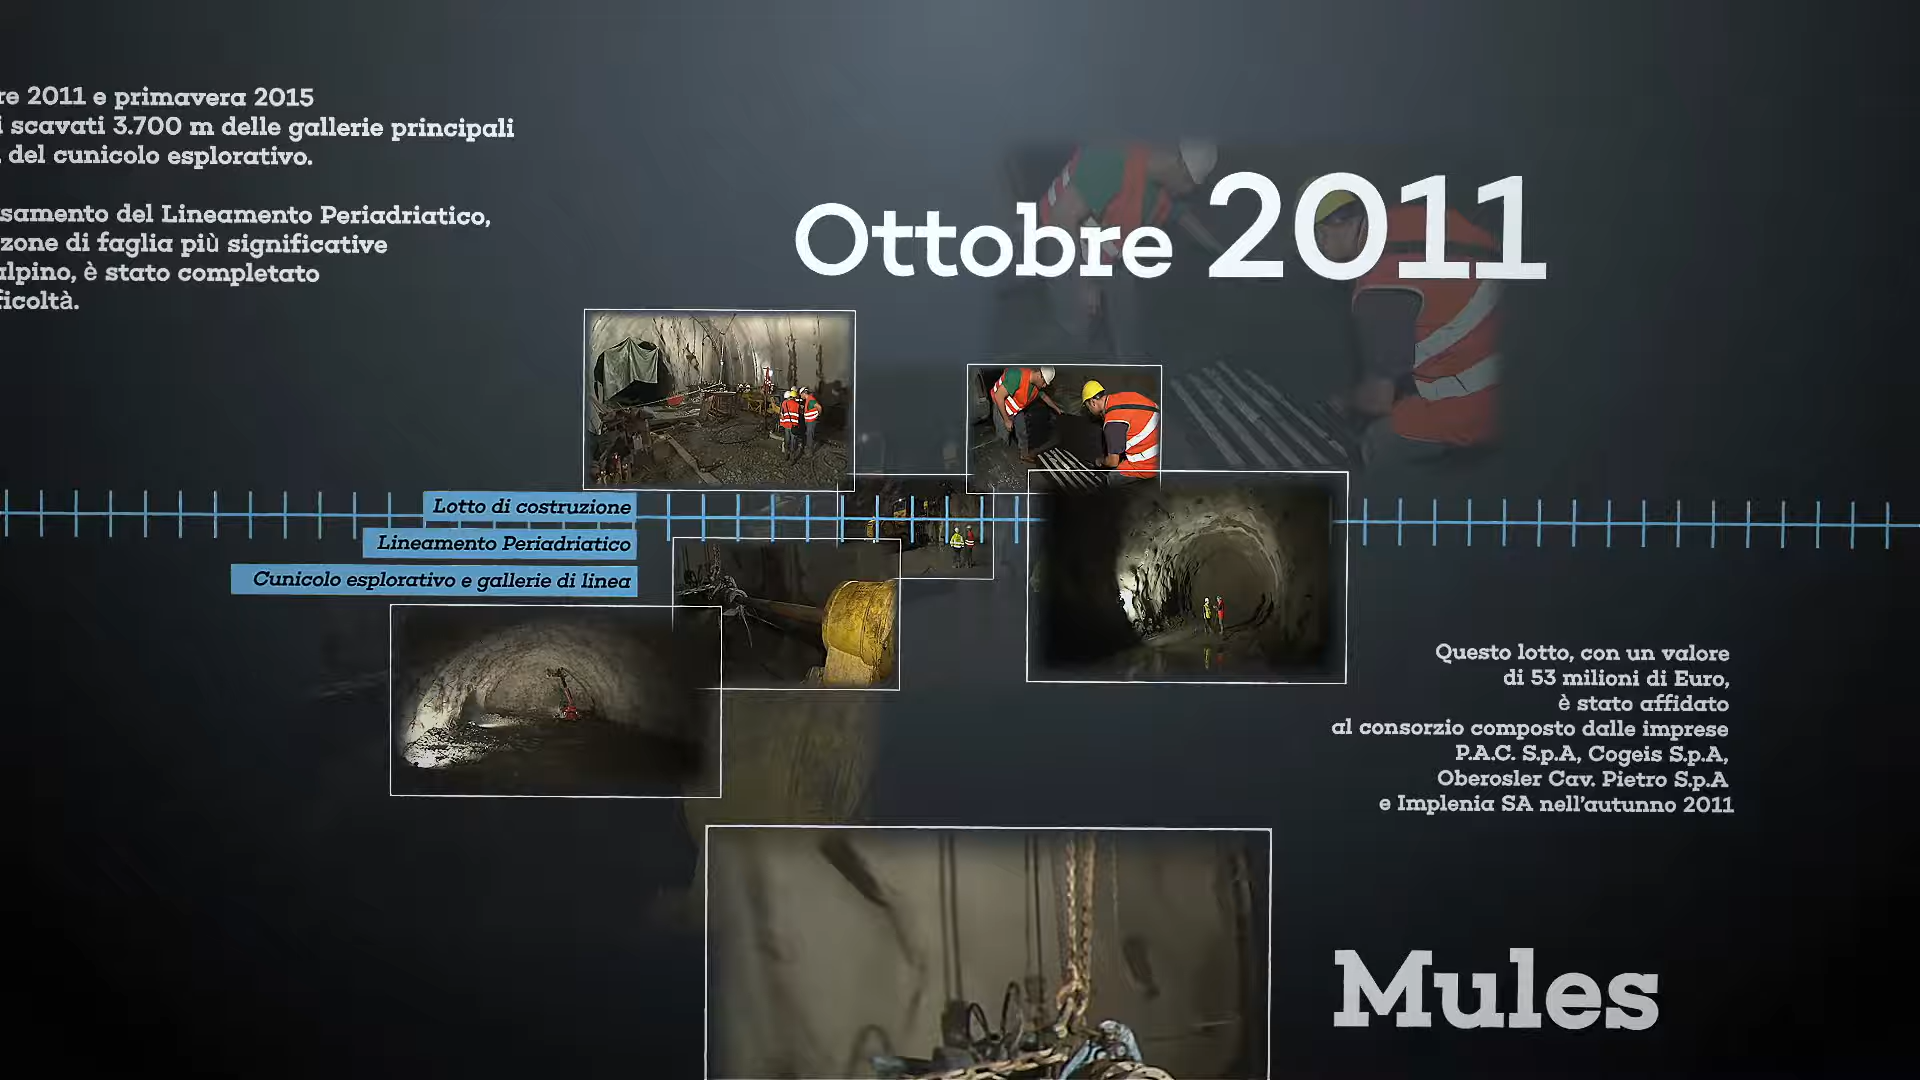 re 2011 e primavera 2015
i scavati 3.700 m delle gallerie principali
del cunicolo esplorativo.
samento del Lineamento Periadriatico,
zone di faglia più significative
alpino, è stato completato
ficoltà.
Ottobre 2011
Lotto di costruzione
Lineamento Periadriatico
Cunicolo esplorativo e gallerie di linea
Questo lotto, con un valore
di 53 milioni di Euro,
è stato affidato
al consorzio composto dalle imprese
P.A.C. S.p.A, Cogeis S.p.A,
Oberosler Cav. Pietro S.p.A
e Implenia SA nell'autunno 2011
Mules